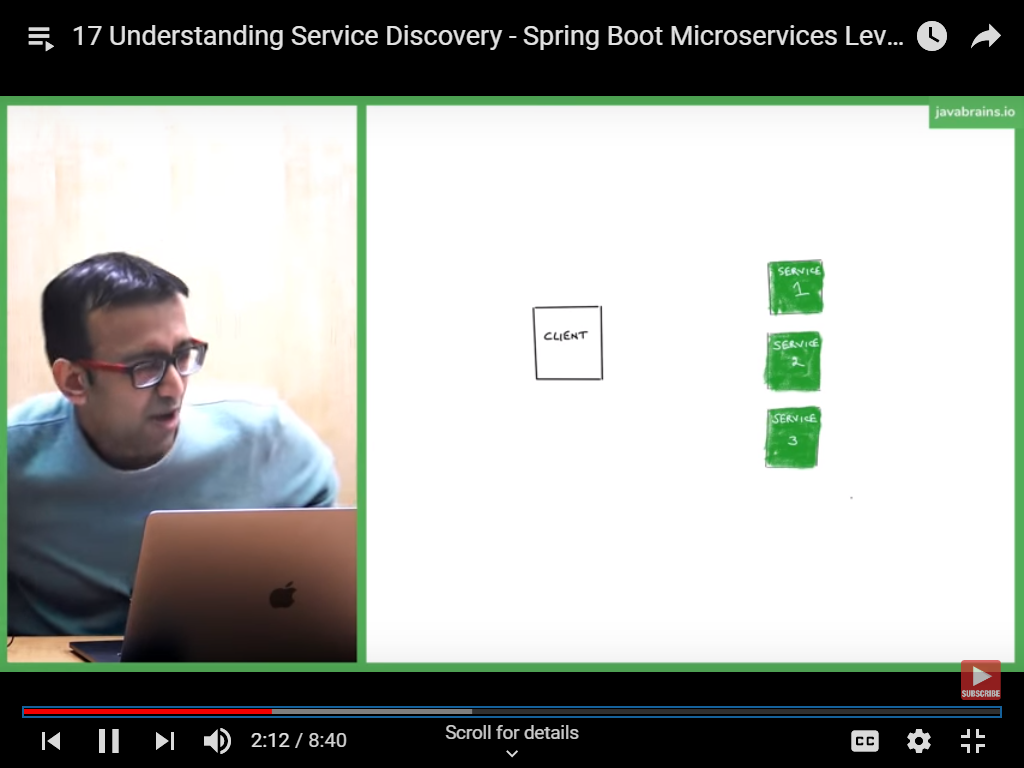 17 Understanding Service Discovery - Spring Boot Microservices Lev...
javabrains.io
SERVICE
1
CLIENT
SERVICE
2
SERVICE
3
SUBSCRIBE
2:12 / 8:40
Scroll for details
CC